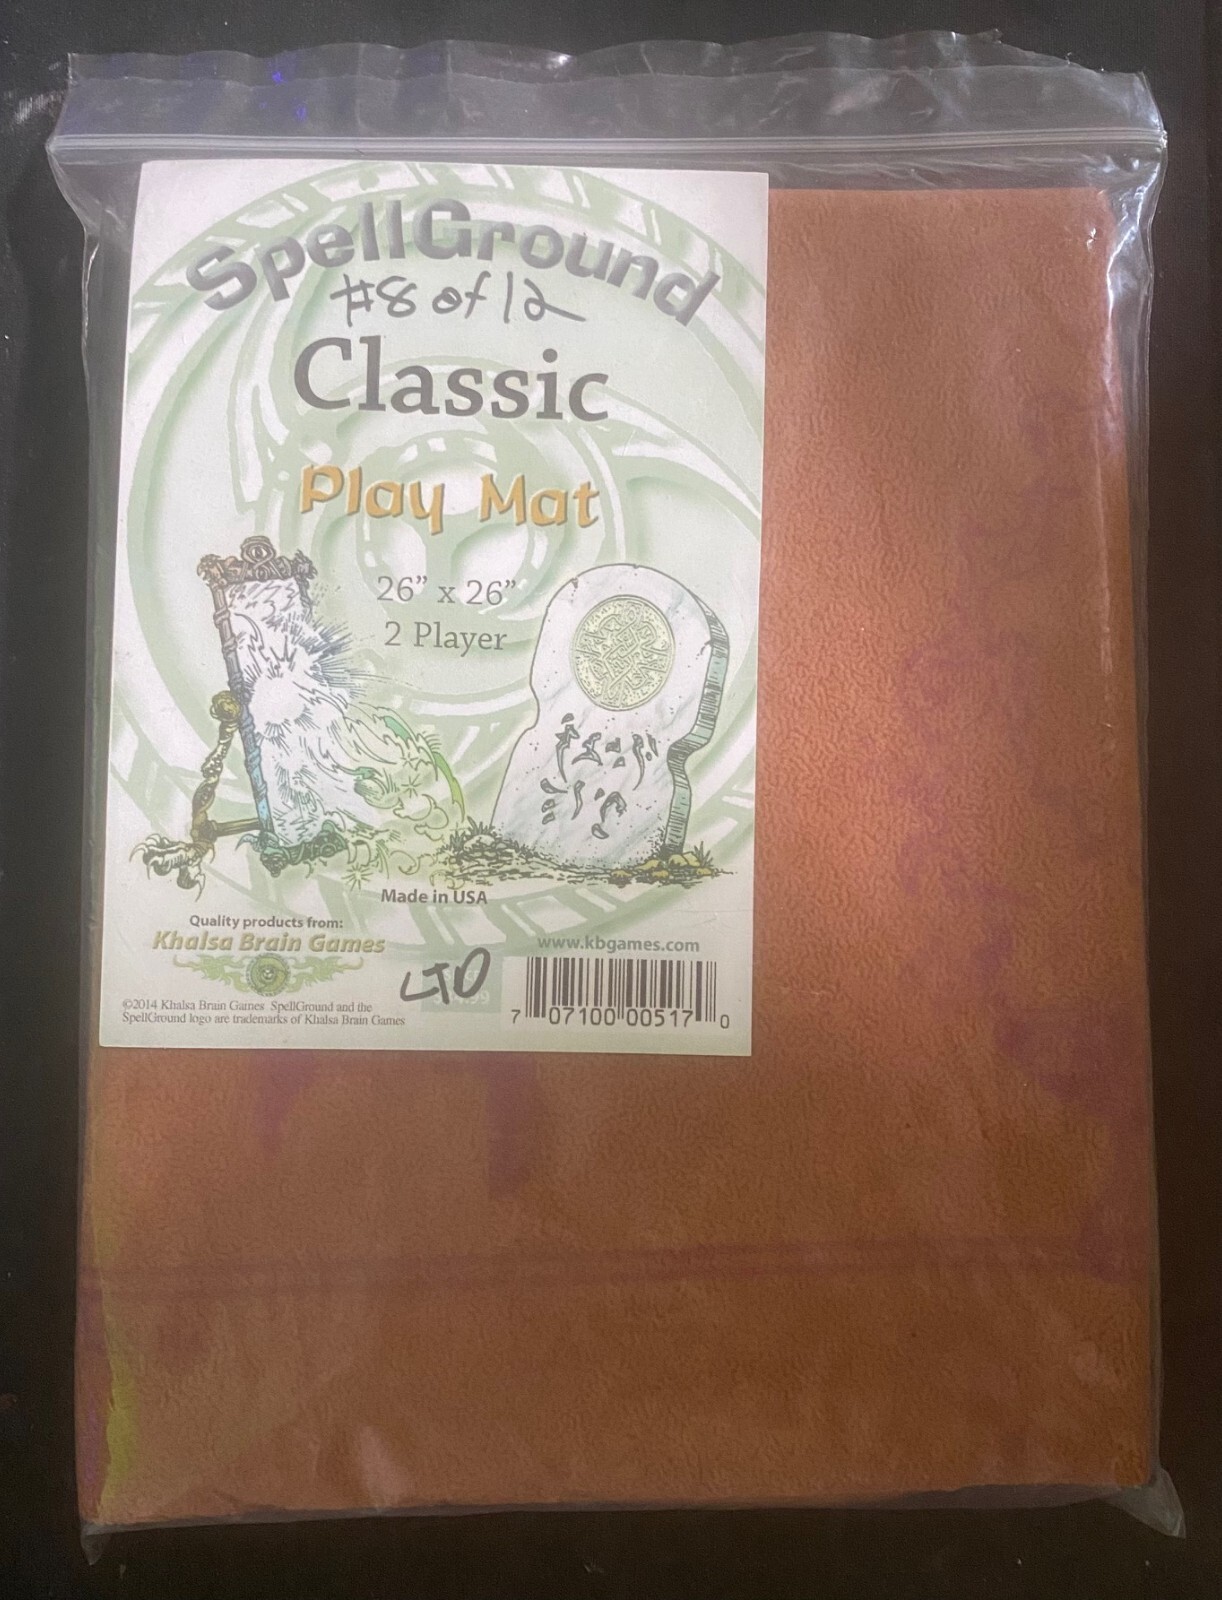 SpellGround
#8 of 12
Classic
Play Mat
26” x 26”
2 Player
Made in USA
Quality products from:
Khalsa Brain Games
www.kbgames.com
LTD
©2014 Khalsa Brain Games SpellGround and the
SpellGround logo are trademarks of Khalsa Brain Games
7 07100 00517 0